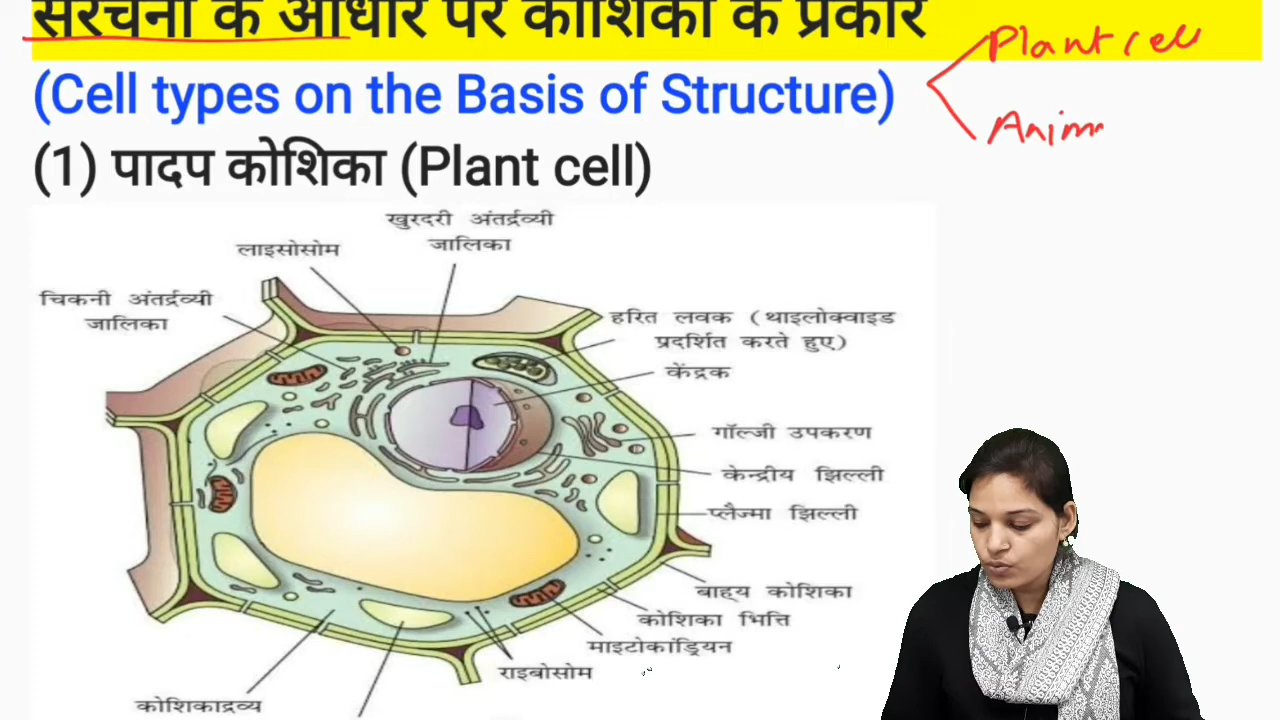 संरचना के आधार पर कोशिका के प्रकार
Plant cell
(Cell types on the Basis of Structure)
Anim
(1) पादप कोशिका (Plant cell)
खुरदरी अंतर्द्रव्यी
जालिका
लाइसोसोम
चिकनी अंतर्द्रव्यी
जालिका
हरित लवक (थाइलोक्वाइड
प्रदर्शित करते हुए)
केंद्रक
गॉल्जी उपकरण
केन्द्रीय झिल्ली
प्लैज्मा झिल्ली
बाह्य कोशिका
कोशिका भित्ति
माइटोकांड्रियन
राइबोसोम
कोशिकाद्रव्य